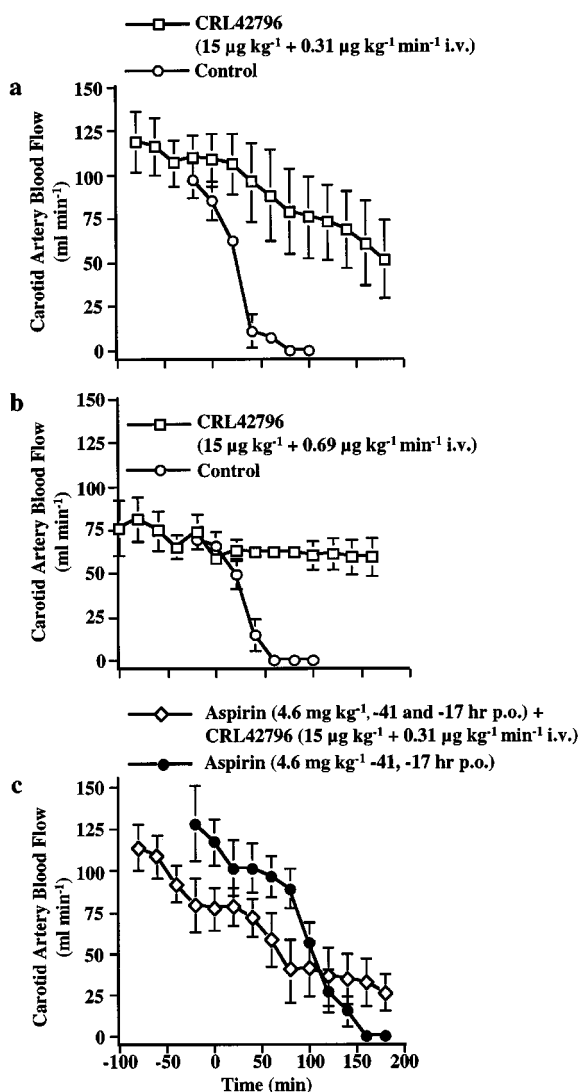 CRL42796
(15 µg kg⁻¹ + 0.31 µg kg⁻¹ min⁻¹ i.v.)
Control
a
150
125
100
75
50
25
0
Carotid Artery Blood Flow
(ml min⁻¹)
b
CRL42796
(15 µg kg⁻¹ + 0.69 µg kg⁻¹ min⁻¹ i.v.)
Control
150
125
100
75
50
25
0
Carotid Artery Blood Flow
(ml min⁻¹)
Aspirin (4.6 mg kg⁻¹, -41 and -17 hr p.o.) +
CRL42796 (15 µg kg⁻¹ + 0.31 µg kg⁻¹ min⁻¹ i.v.)
Aspirin (4.6 mg kg⁻¹ -41, -17 hr p.o.)
c
150
125
100
75
50
25
0
Carotid Artery Blood Flow
(ml min⁻¹)
-100 -50 0 50 100 150 200
Time (min)